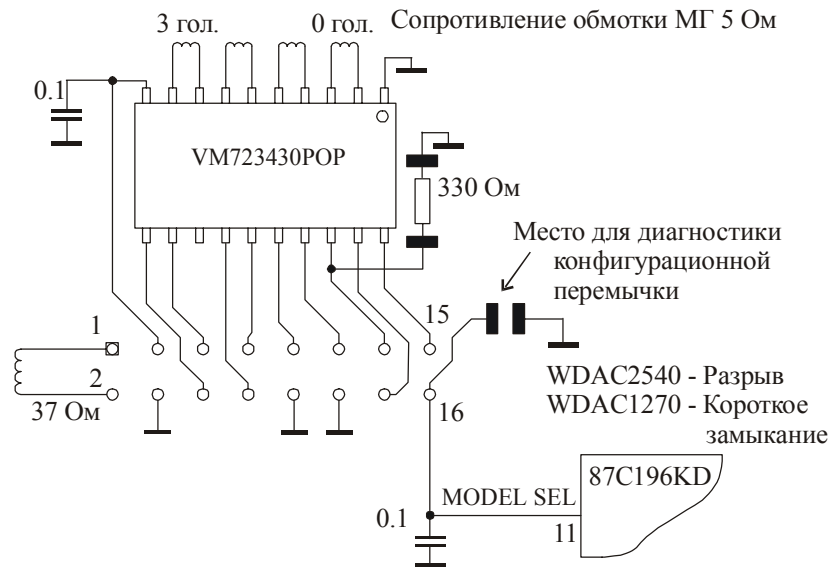 3 гол.
0 гол.
Сопротивление обмотки МГ 5 Ом
0.1
VM723430POP
330 Ом
Место для диагностики
конфигурационной
перемычки
1
15
2
16
37 Ом
WDAC2540 - Разрыв
WDAC1270 - Короткое
замыкание
87C196KD
MODEL SEL
0.1
11